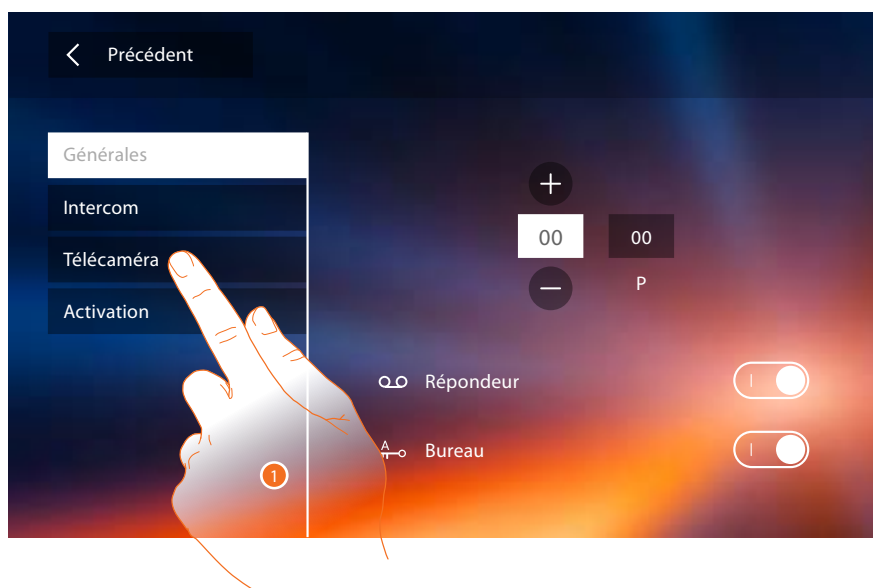 Précédent
Générales
Intercom
Télécaméra
Activation
00 00
P
Répondeur
A
Bureau
1